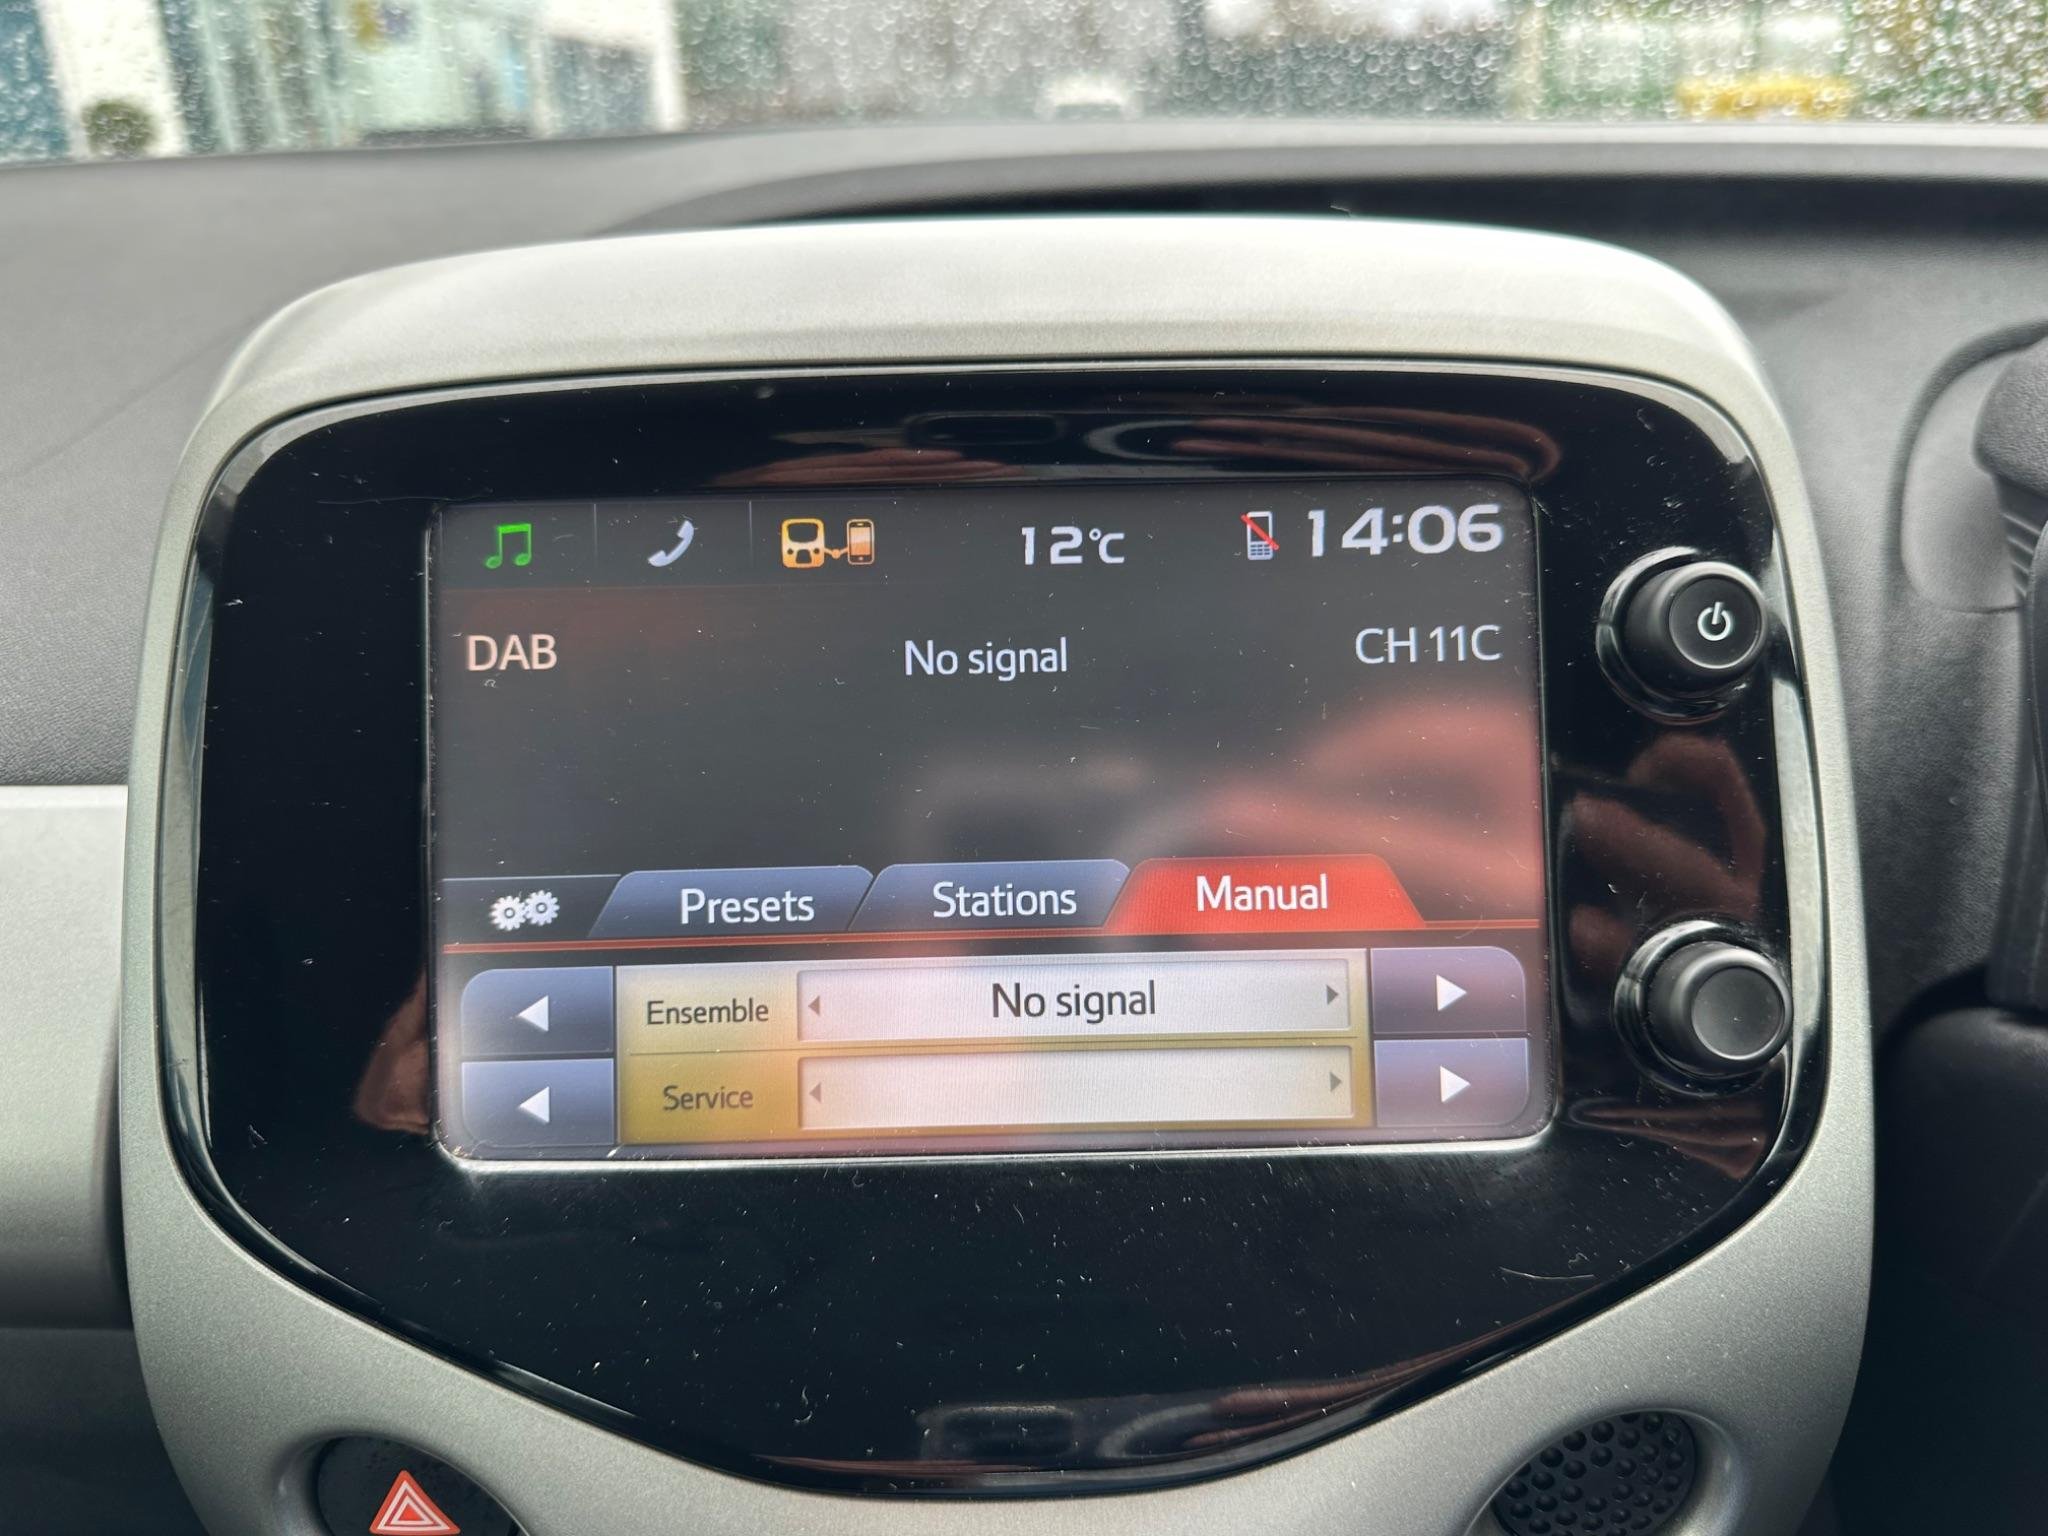 12°C
14:06
DAB
No signal
CH 11C
Presets
Stations
Manual
Ensemble
No signal
Service